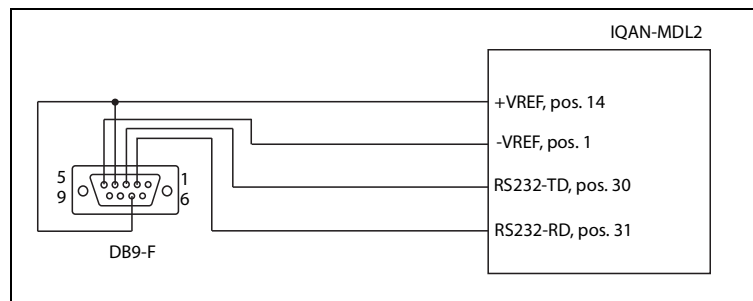 IQAN-MDL2
+VREF, pos. 14
-VREF, pos. 1
5 1
RS232-TD, pos. 30
9 6
RS232-RD, pos. 31
DB9-F